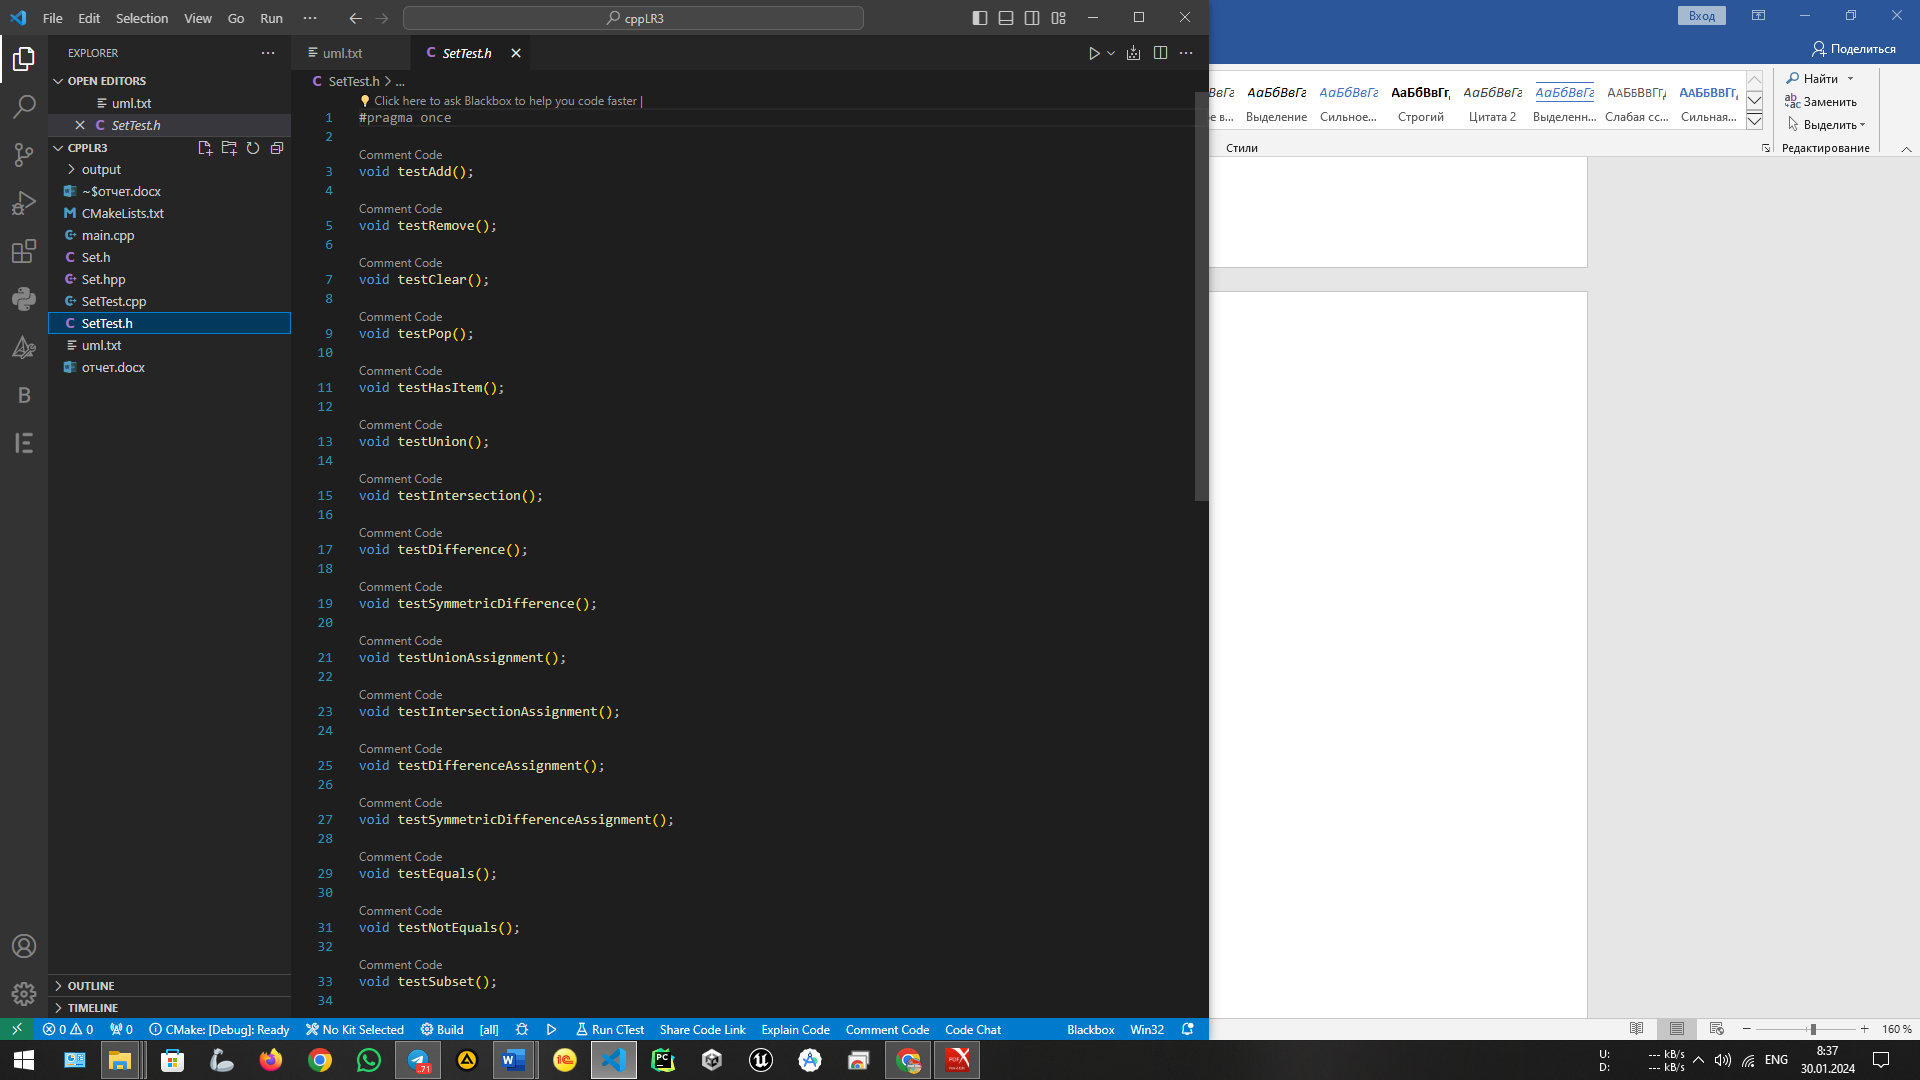 File Edit Selection View Go Run ··· cppLR3
EXPLORER ···
OPEN EDITORS
uml.txt
SetTest.h
CPPLR3
output
~$отчет.docx
CMakeLists.txt
main.cpp
Set.h
Set.hpp
SetTest.cpp
SetTest.h
uml.txt
отчет.docx
OUTLINE
TIMELINE
uml.txt SetTest.h
SetTest.h > ...
Click here to ask Blackbox to help you code faster |
1 #pragma once
2
Comment Code
3 void testAdd();
4
Comment Code
5 void testRemove();
6
Comment Code
7 void testClear();
8
Comment Code
9 void testPop();
10
Comment Code
11 void testHasItem();
12
Comment Code
13 void testUnion();
14
Comment Code
15 void testIntersection();
16
Comment Code
17 void testDifference();
18
Comment Code
19 void testSymmetricDifference();
20
Comment Code
21 void testUnionAssignment();
22
Comment Code
23 void testIntersectionAssignment();
24
Comment Code
25 void testDifferenceAssignment();
26
Comment Code
27 void testSymmetricDifferenceAssignment();
28
Comment Code
29 void testEquals();
30
Comment Code
31 void testNotEquals();
32
Comment Code
33 void testSubset();
34
0 0 0 CMake: [Debug]: Ready No Kit Selected Build [all] Run CTest Share Code Link Explain Code Comment Code Code Chat Blackbox Win32
Вход
Поделиться
АаБбВвГг АаБбВвГг АаБбВвГг, АаБбВвГг АаБбВвГг ААББВВГГ, ААББВВГГ,
е в... Выделение Сильное... Строгий Цитата 2 Выделенн... Слабая сс... Сильная...
Стили
Найти
Заменить
Выделить
Редактирование
160 %
U: --- kB/s
D: --- kB/s
ENG
8:37
30.01.2024
71